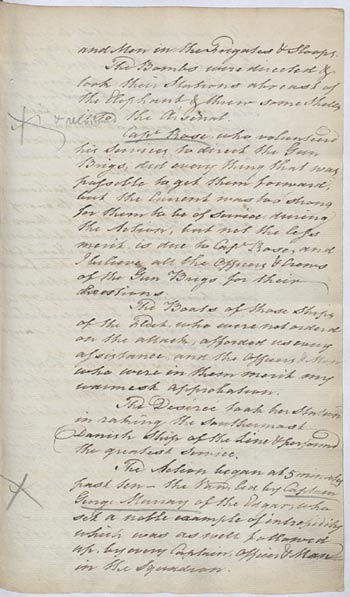 and Men in the Frigates & Sloops.
The Bombs were directed &
took their Stations abreast of
the Elephant & threw some Shells
into the Arsenal.
Capt. Rose who volunteered
his Services to direct the Gun
Brigs, did every thing that was
possible to get them forward,
but the Current was too strong
for them to be of Service during
the Action, but not the less
merit is due to Capt. Rose, and
I believe all the Officers & Crews
of the Gun Brigs for their
Exertions.
The Boats of those Ships
of the Fleet who were not ordered
on the attack, afforded us every
assistance, and the Officers & Men
who were in them merit my
warmest Approbation.
The Desiree took her Station
in raking the Southermost
Danish Ship of the Line & performed
the greatest Service.
The Action began at 5 minutes
past ten – the Van led by Captain
George Murray of the Edgar, who
set a noble example of intrepidity
which was as well followed
up by every Captain, Officer & Man
in the Squadron.